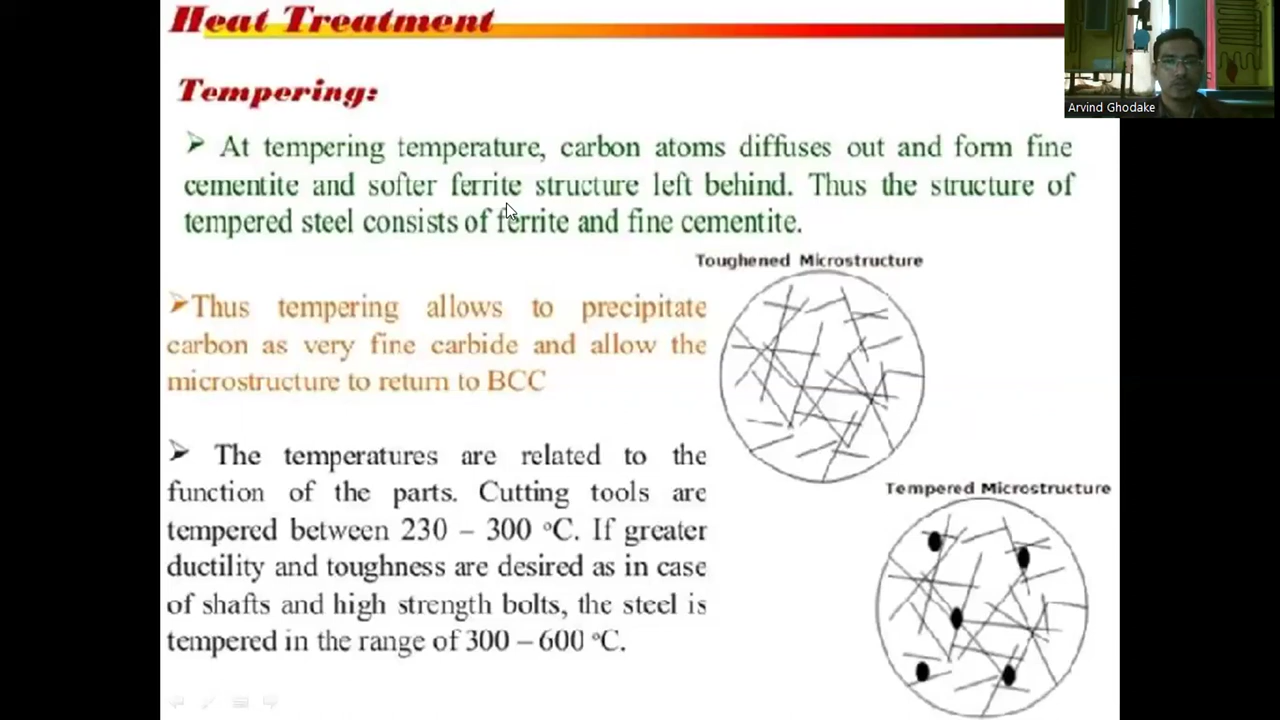 Heat Treatment
Arvind Ghodake
Tempering:
➢ At tempering temperature, carbon atoms diffuses out and form fine
cementite and softer ferrite structure left behind. Thus the structure of
tempered steel consists of ferrite and fine cementite.
Toughened Microstructure
➢Thus tempering allows to precipitate
carbon as very fine carbide and allow the
microstructure to return to BCC
➢ The temperatures are related to the
function of the parts. Cutting tools are
tempered between 230 – 300 °C. If greater
ductility and toughness are desired as in case
of shafts and high strength bolts, the steel is
tempered in the range of 300 – 600 °C.
Tempered Microstructure